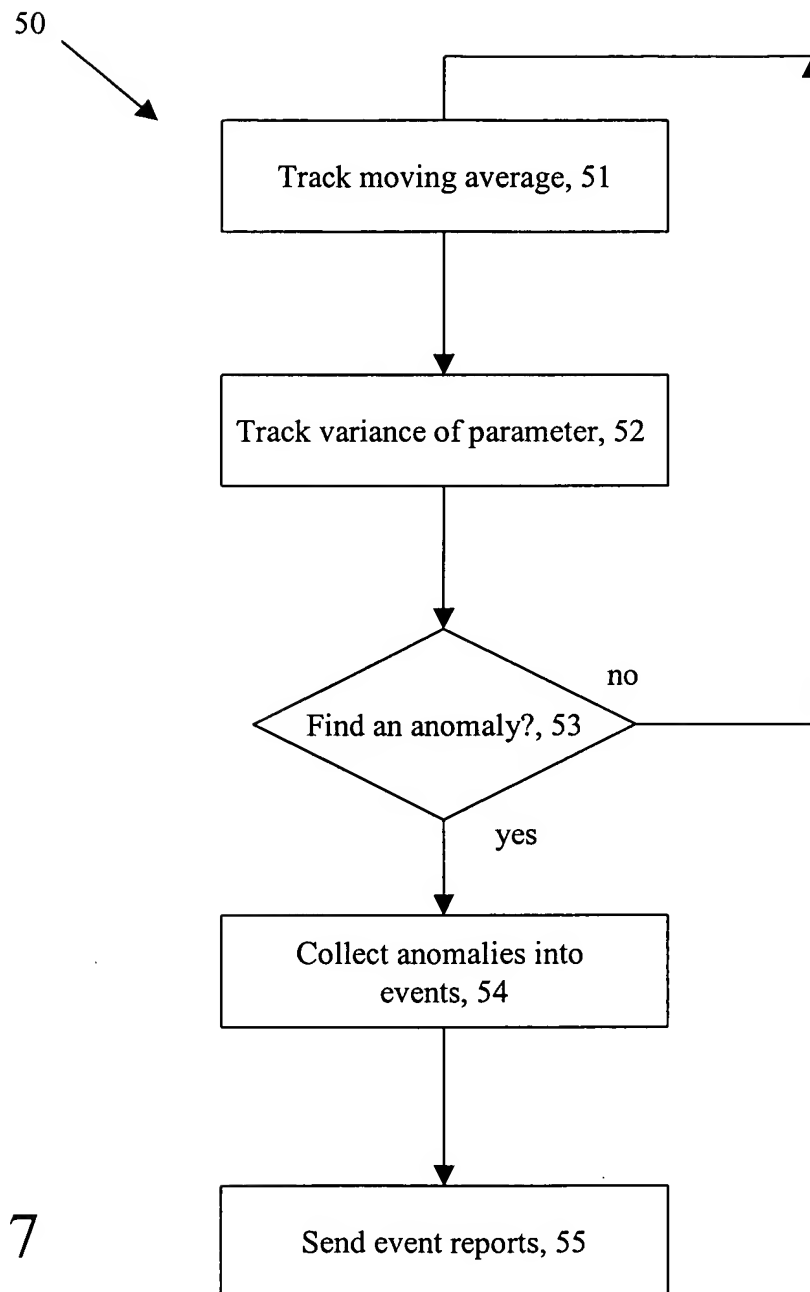 50
Track moving average, 51
Track variance of parameter, 52
no
Find an anomaly?, 53
yes
Collect anomalies into
events, 54
7
Send event reports, 55